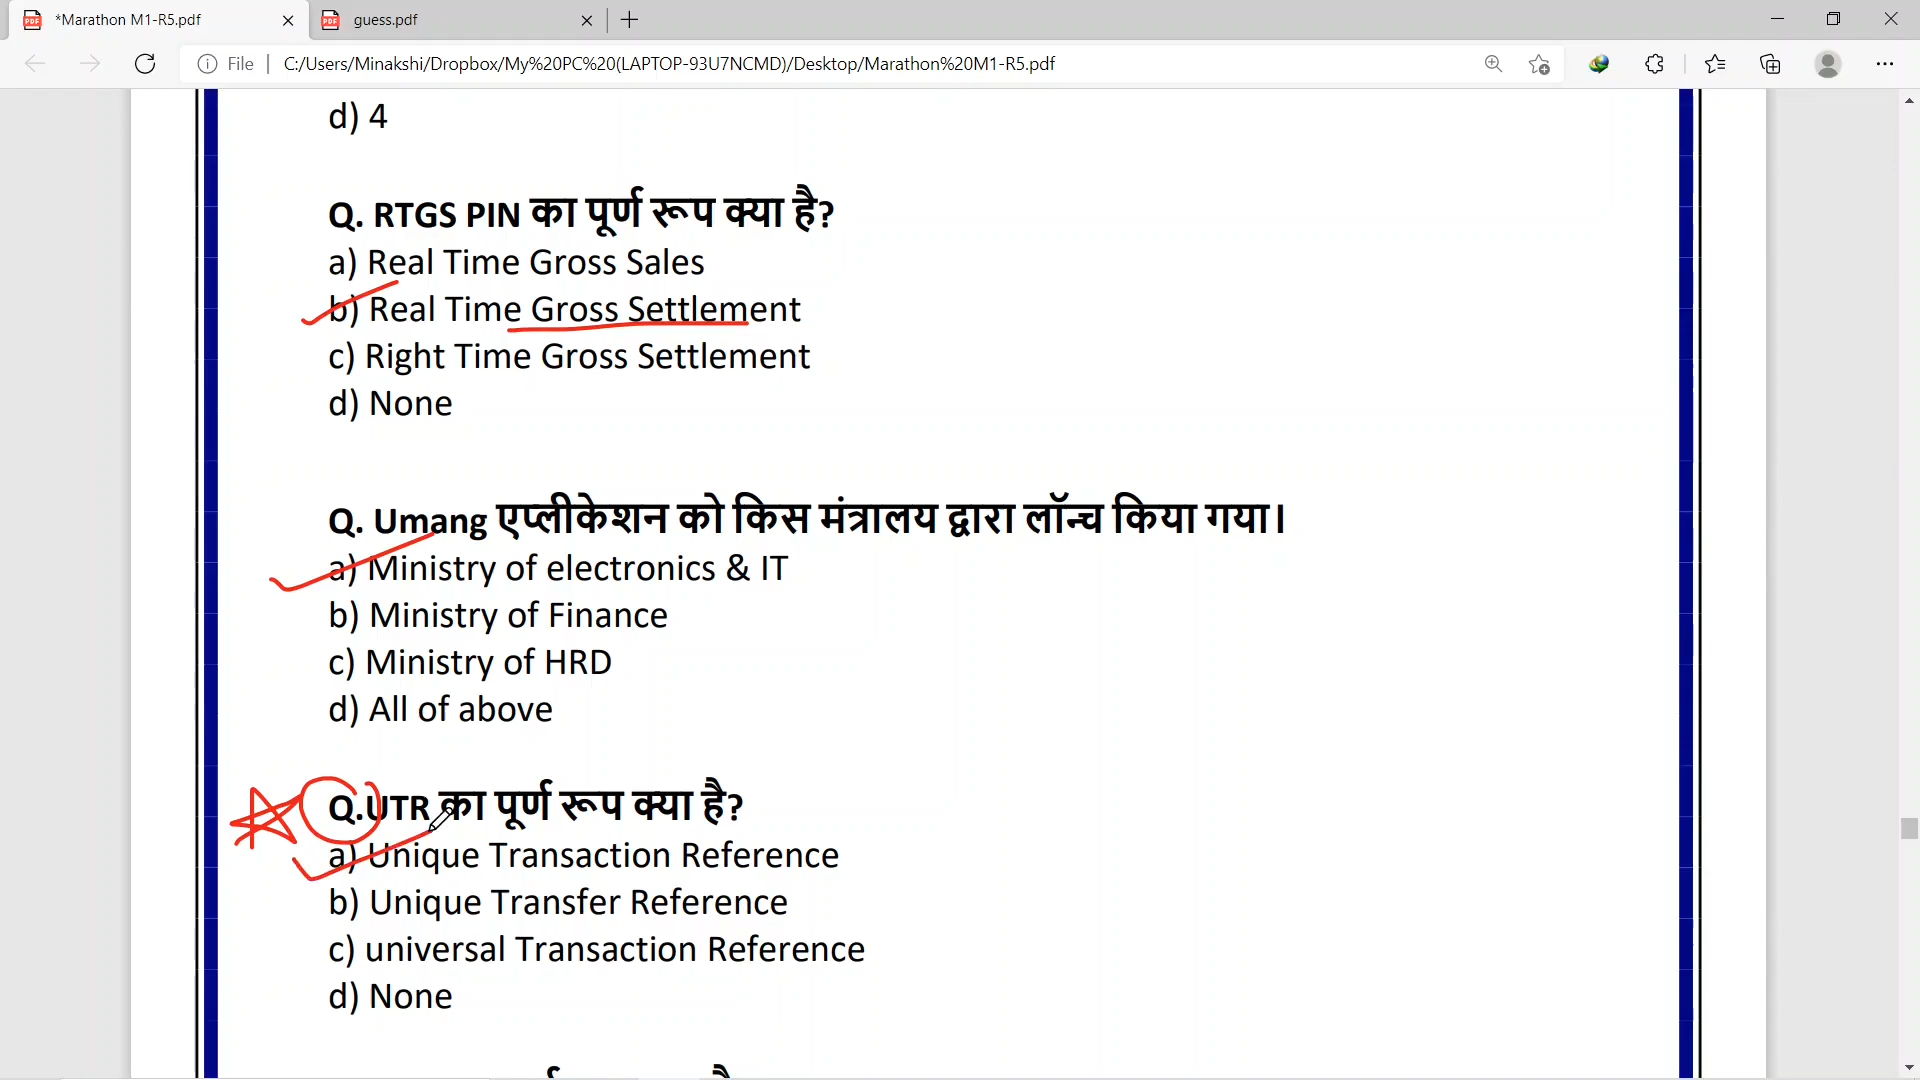 *Marathon M1-R5.pdf
guess.pdf
File
C:/Users/Minakshi/Dropbox/My%20PC%20(LAPTOP-93U7NCMD)/Desktop/Marathon%20M1-R5.pdf
d) 4
Q. RTGS PIN का पूर्ण रूप क्या है?
a) Real Time Gross Sales
b) Real Time Gross Settlement
c) Right Time Gross Settlement
d) None
Q. Umang एप्लीकेशन को किस मंत्रालय द्वारा लॉन्च किया गया।
a) Ministry of electronics & IT
b) Ministry of Finance
c) Ministry of HRD
d) All of above
Q.UTR का पूर्ण रूप क्या है?
a) Unique Transaction Reference
b) Unique Transfer Reference
c) universal Transaction Reference
d) None